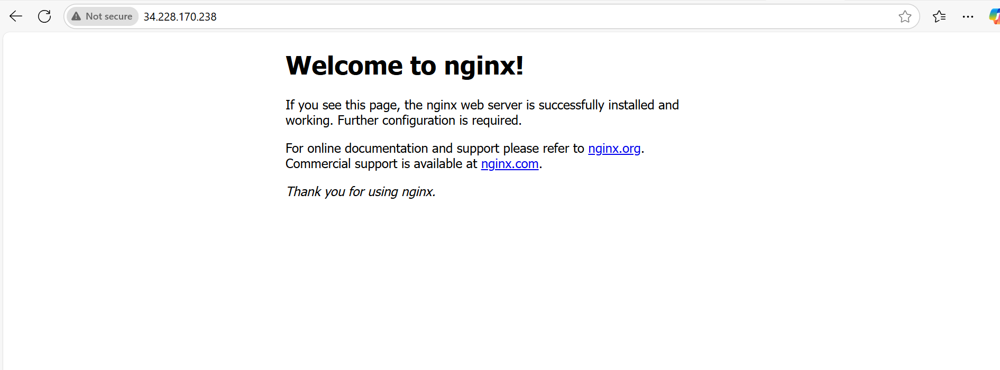 Not secure 34.228.170.238
Welcome to nginx!
If you see this page, the nginx web server is successfully installed and
working. Further configuration is required.
For online documentation and support please refer to nginx.org.
Commercial support is available at nginx.com.
Thank you for using nginx.